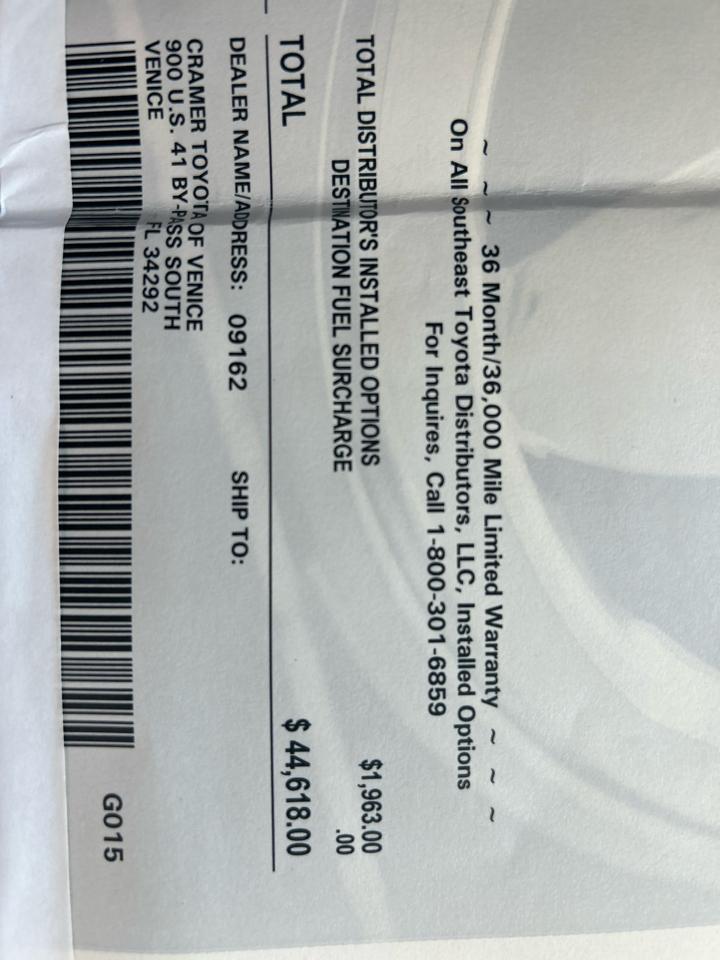 ~ ~ ~ 36 Month/36,000 Mile Limited Warranty ~ ~ ~
On All Southeast Toyota Distributors, LLC, Installed Options
For Inquires, Call 1-800-301-6859
TOTAL DISTRIBUTOR'S INSTALLED OPTIONS $1,963.00
DESTINATION FUEL SURCHARGE .00
TOTAL $ 44,618.00
DEALER NAME/ADDRESS: 09162 SHIP TO:
CRAMER TOYOTA OF VENICE
900 U.S. 41 BY-PASS SOUTH
VENICE FL 34292
G015